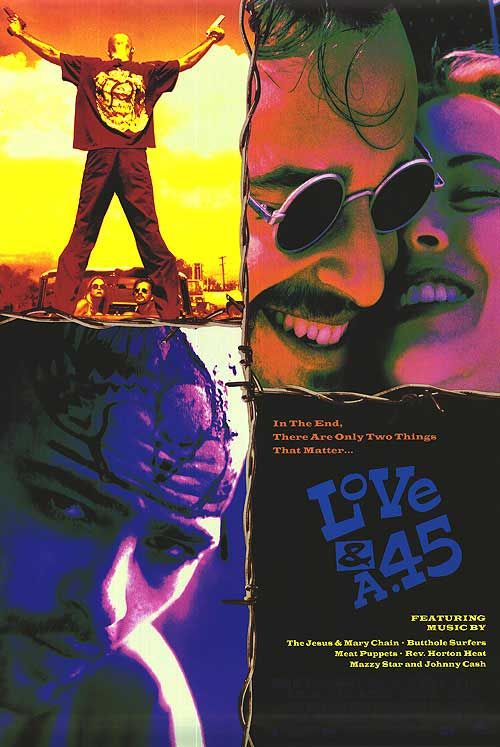 In The End,
There Are Only Two Things
That Matter...
LoVe
&
A.45
FEATURING
MUSIC BY
The Jesus & Mary Chain · Butthole Surfers
Meat Puppets · Rev. Horton Heat
Mazzy Star and Johnny Cash